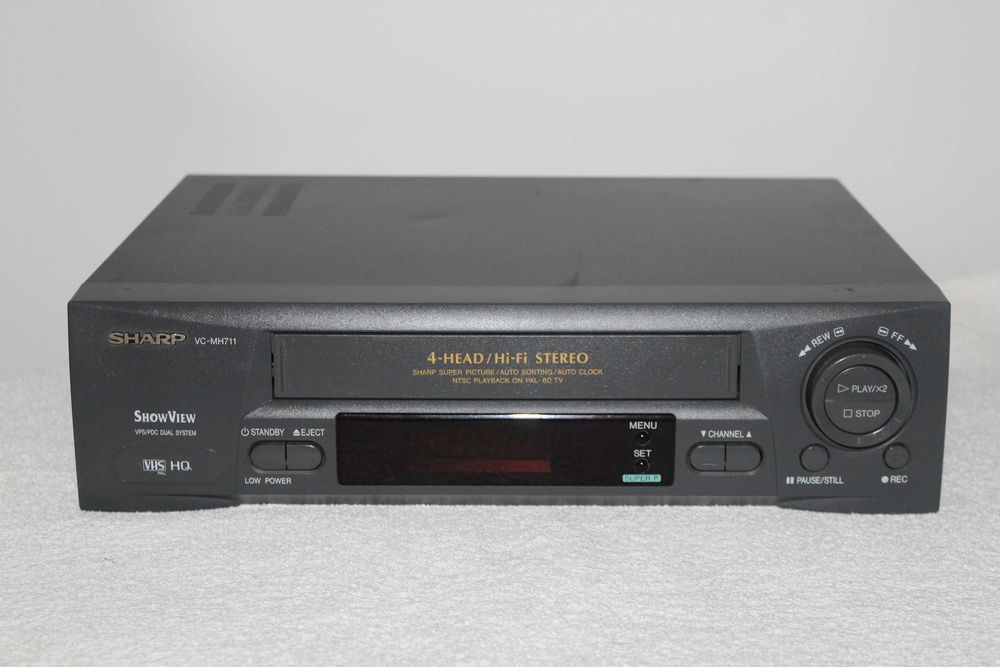 SHARP VC-MH711
4-HEAD/Hi-Fi STEREO
SHARP SUPER PICTURE/AUTO SORTING/AUTO CLOCK
NTSC PLAYBACK ON PAL-60 TV
◀◀ REW
FF ▶▶
▷ PLAY/X2
□ STOP
SHOWVIEW
VPS/PDC DUAL SYSTEM
VHS HQ
PAL
⏻ STANDBY ⏏ EJECT
LOW POWER
MENU
SET
SUPER P
▼ CHANNEL ▲
PAUSE/STILL
● REC